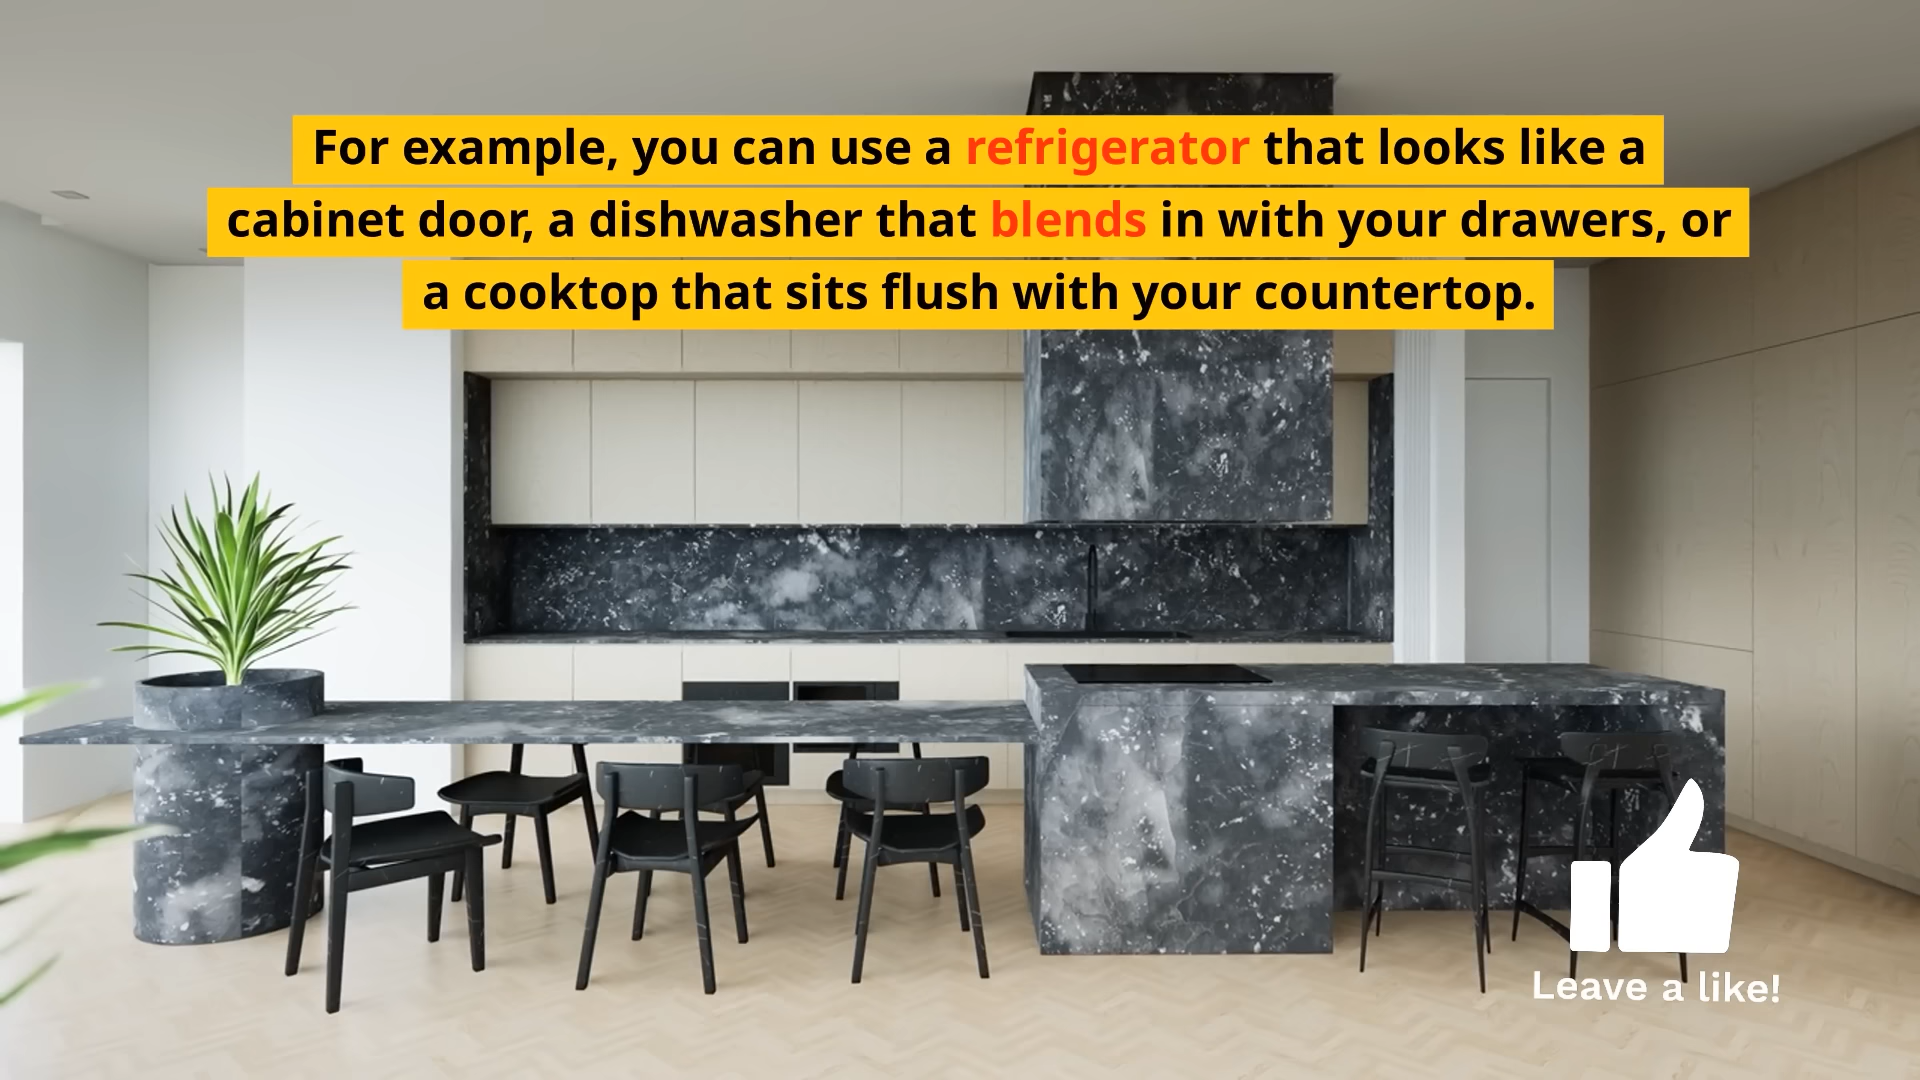 For example, you can use a refrigerator that looks like a
cabinet door, a dishwasher that blends in with your drawers, or
a cooktop that sits flush with your countertop.
Leave a like!